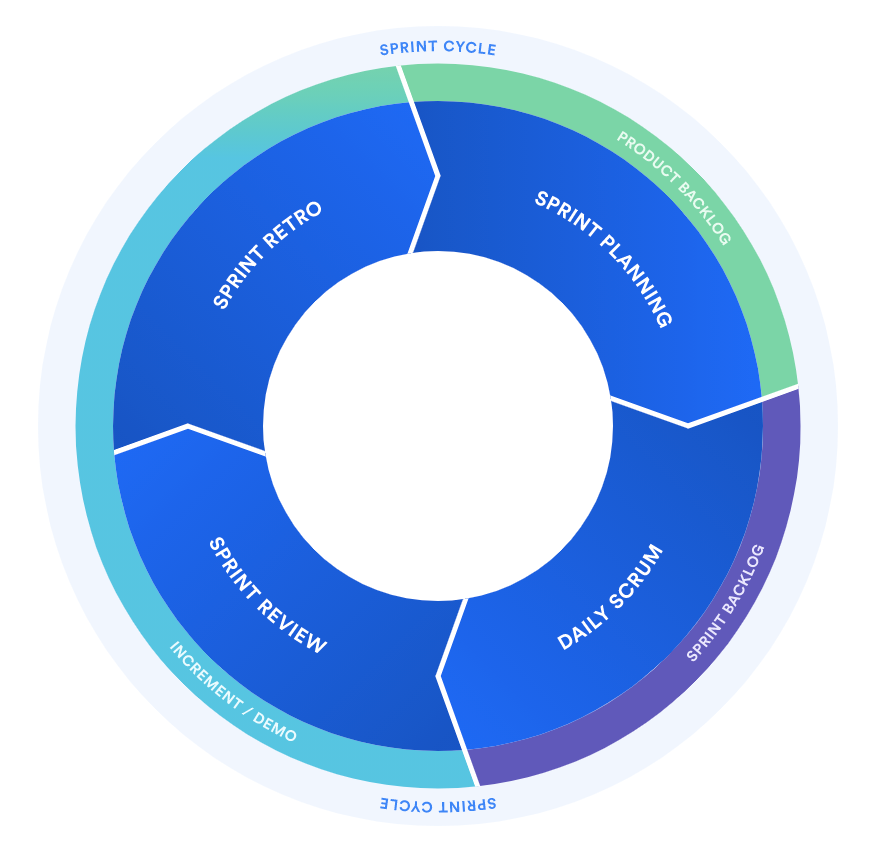 SPRINT CYCLE
PRODUCT BACKLOG
SPRINT PLANNING
SPRINT RETRO
DAILY SCRUM
SPRINT BACKLOG
SPRINT REVIEW
INCREMENT / DEMO
SPRINT CYCLE